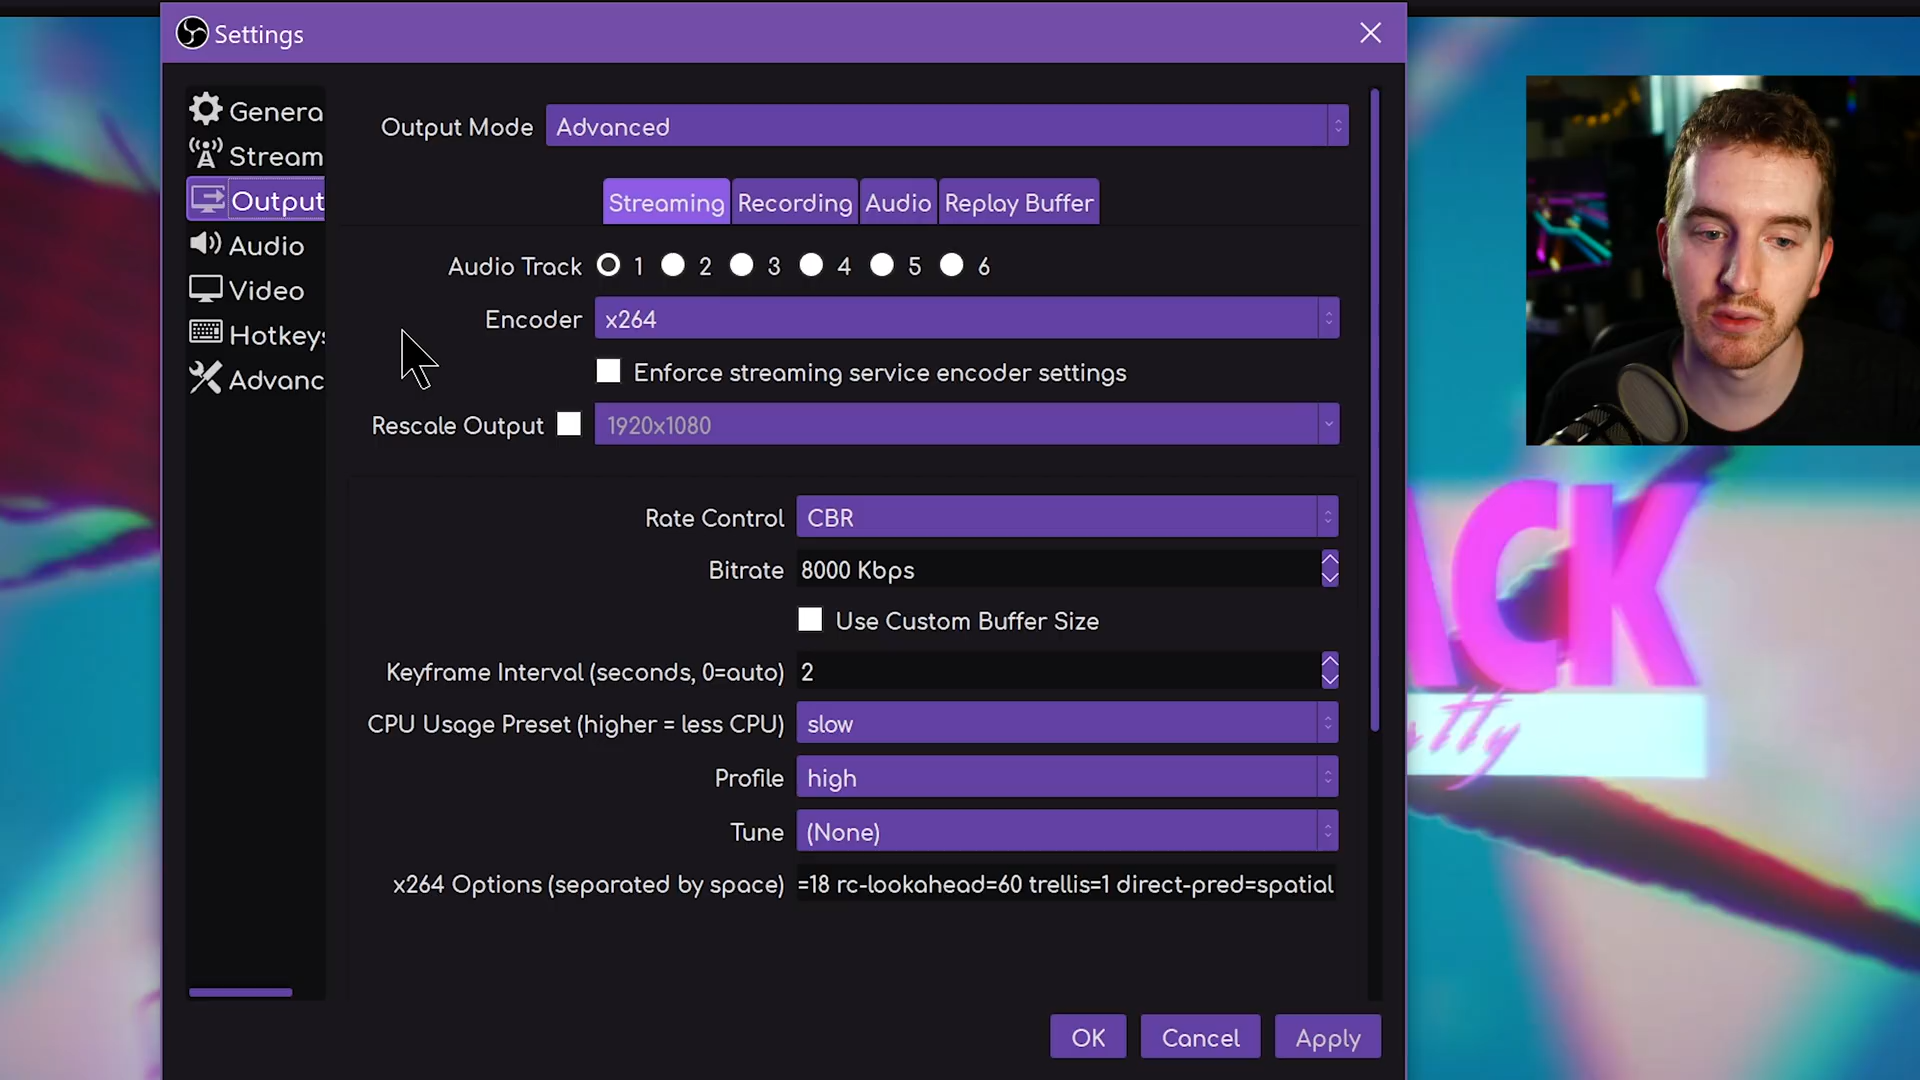 Settings
Genera
Stream
Output
Audio
Video
Hotkeys
Advanc
Output Mode Advanced
Streaming Recording Audio Replay Buffer
Audio Track 1 2 3 4 5 6
Encoder x264
Enforce streaming service encoder settings
Rescale Output 1920x1080
Rate Control CBR
Bitrate 8000 Kbps
Use Custom Buffer Size
Keyframe Interval (seconds, 0=auto) 2
CPU Usage Preset (higher = less CPU) slow
Profile high
Tune (None)
x264 Options (separated by space) =18 rc-lookahead=60 trellis=1 direct-pred=spatial
OK Cancel Apply
ACK